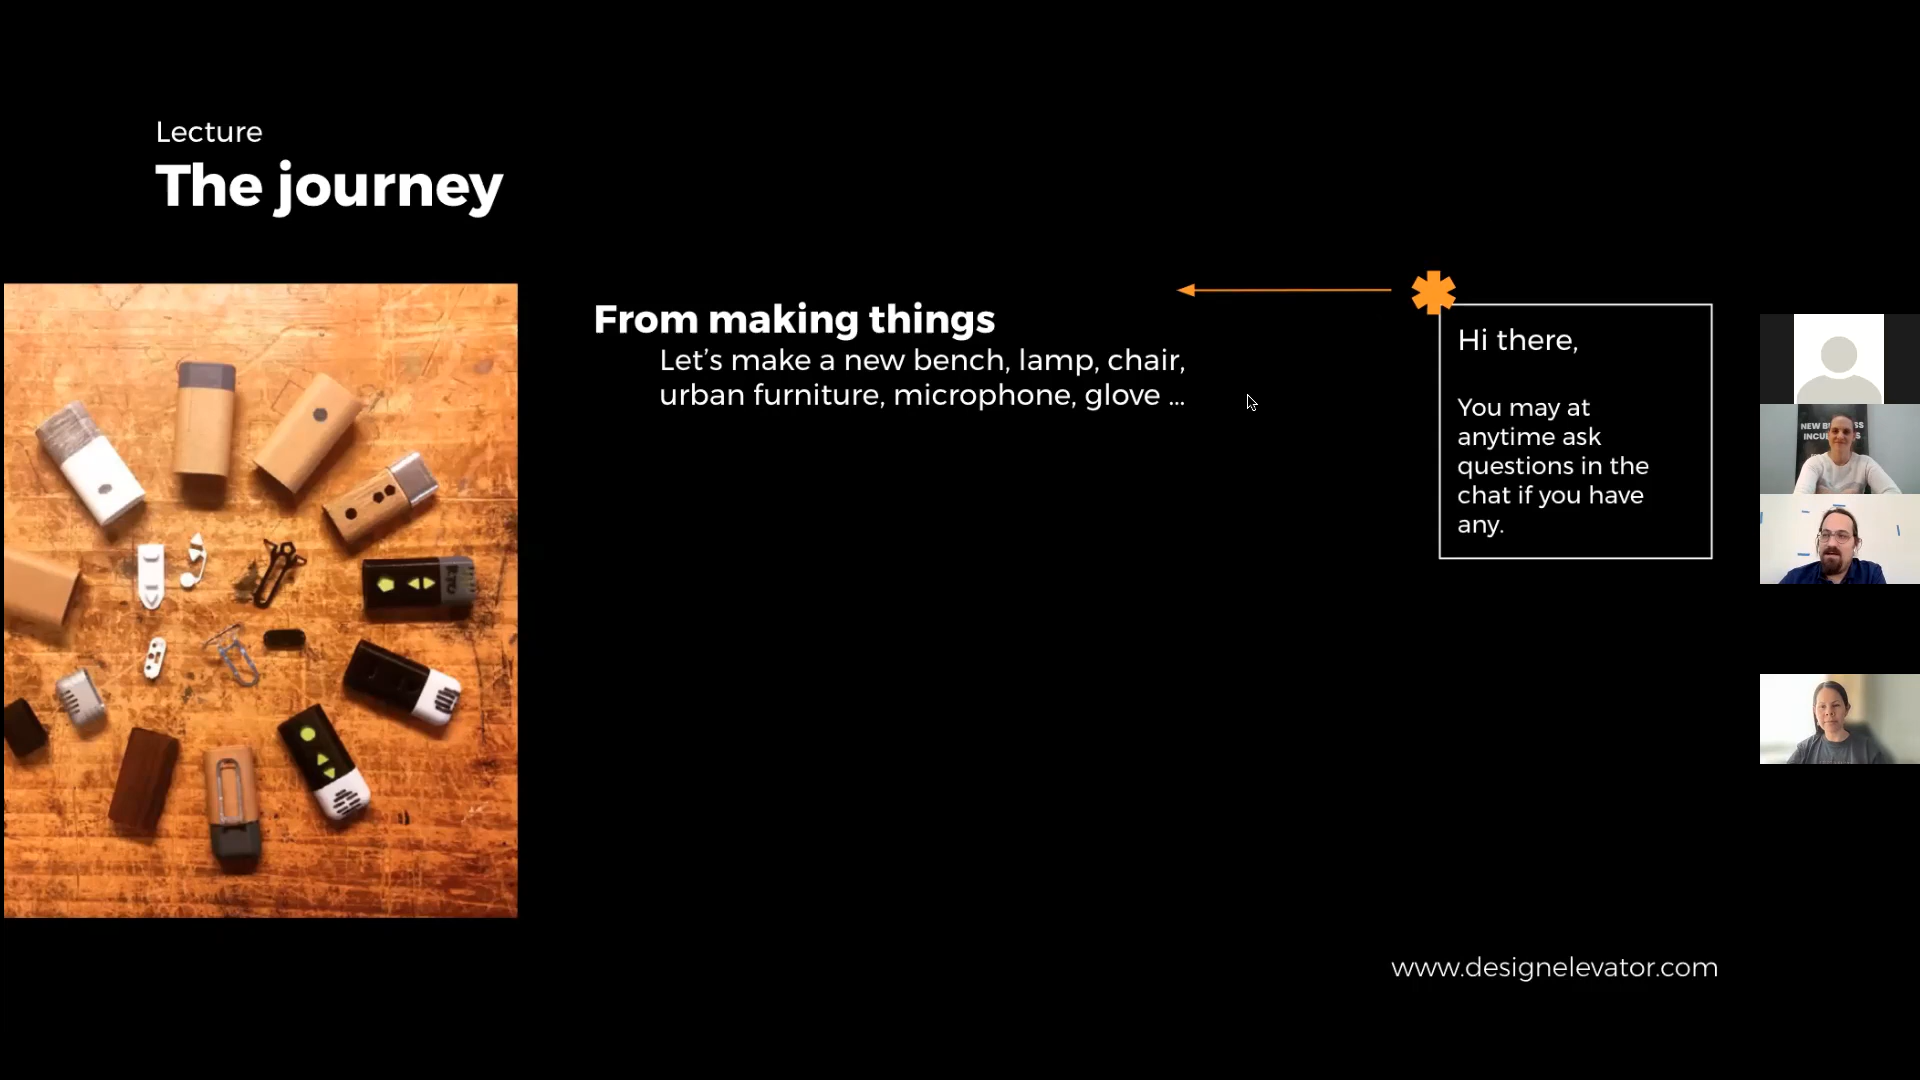 Lecture
The journey
From making things
Let’s make a new bench, lamp, chair,
urban furniture, microphone, glove ...
Hi there,
You may at
anytime ask
questions in the
chat if you have
any.
www.designelevator.com